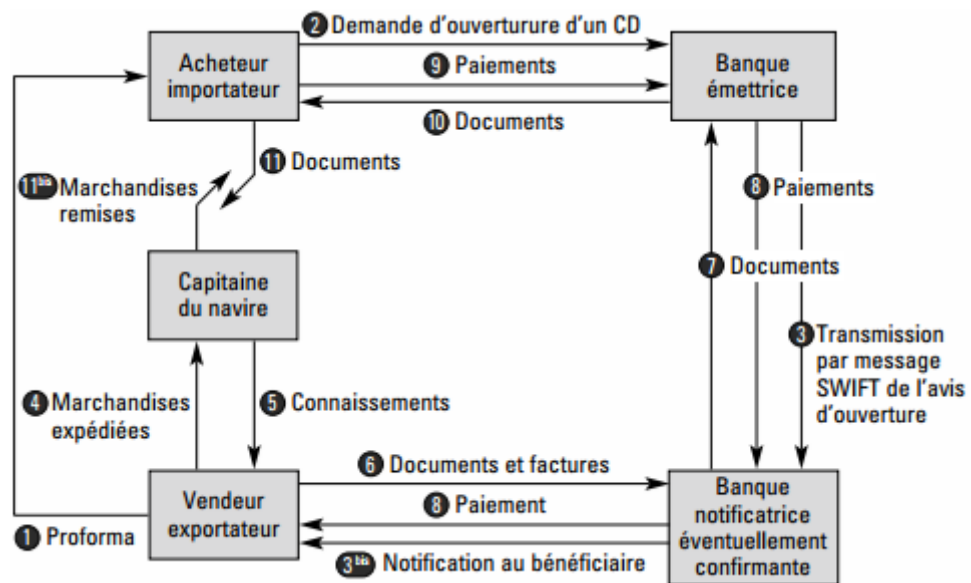 2 Demande d'ouverturure d'un CD
Acheteur
importateur
9 Paiements
Banque
émettrice
10 Documents
11 Documents
11bis Marchandises
remises
8 Paiements
Capitaine
du navire
7 Documents
3 Transmission
par message
SWIFT de l'avis
d'ouverture
4 Marchandises
expédiées
5 Connaissements
6 Documents et factures
Vendeur
exportateur
8 Paiement
Banque
notificatrice
éventuellement
confirmante
1 Proforma
3bis Notification au bénéficiaire